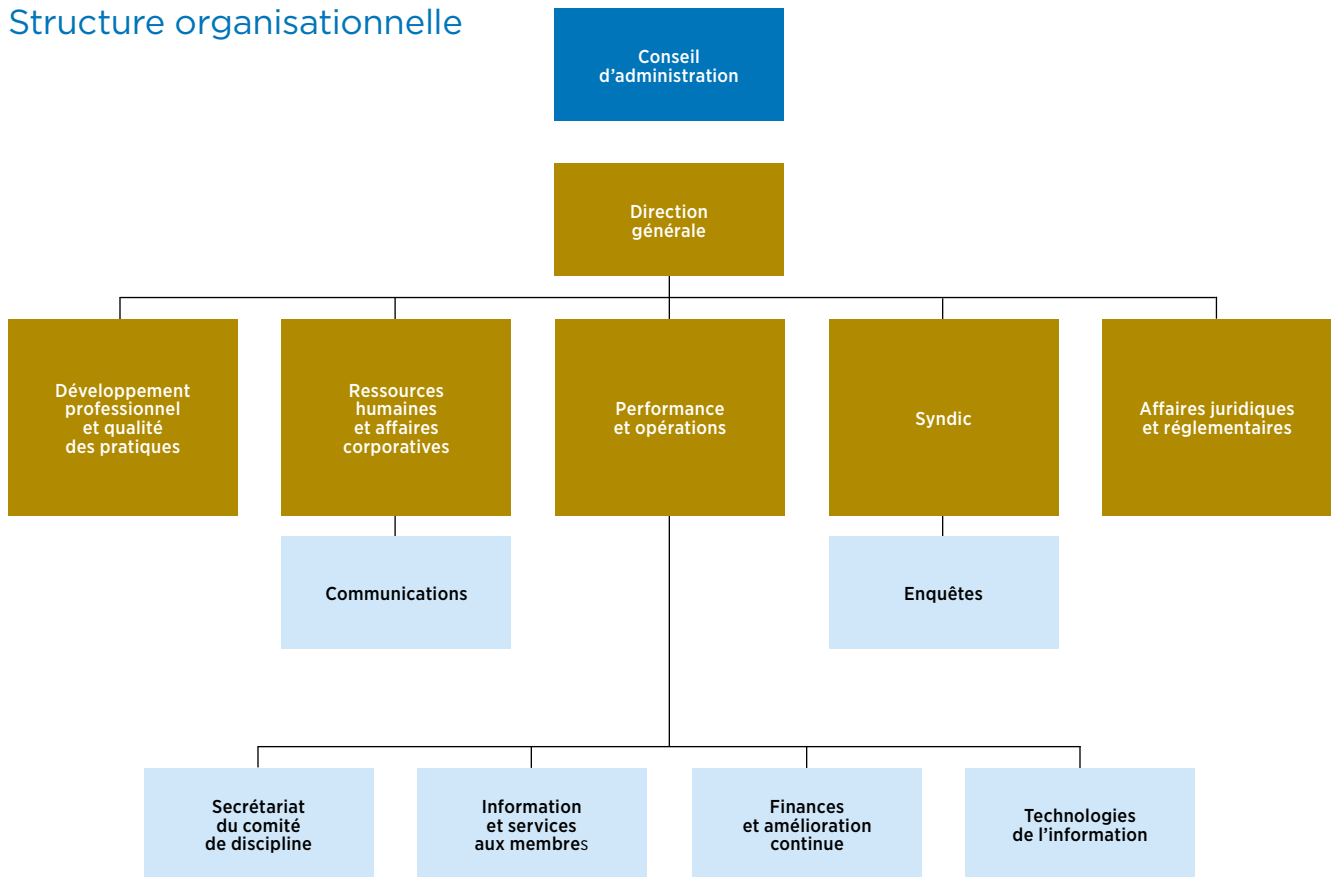 Structure organisationnelle
Conseil
d’administration
Direction
générale
Développement
professionnel
et qualité
des pratiques
Ressources
humaines
et affaires
corporatives
Performance
et opérations
Syndic
Affaires juridiques
et réglementaires
Communications
Enquêtes
Secrétariat
du comité
de discipline
Information
et services
aux membres
Finances
et amélioration
continue
Technologies
de l’information